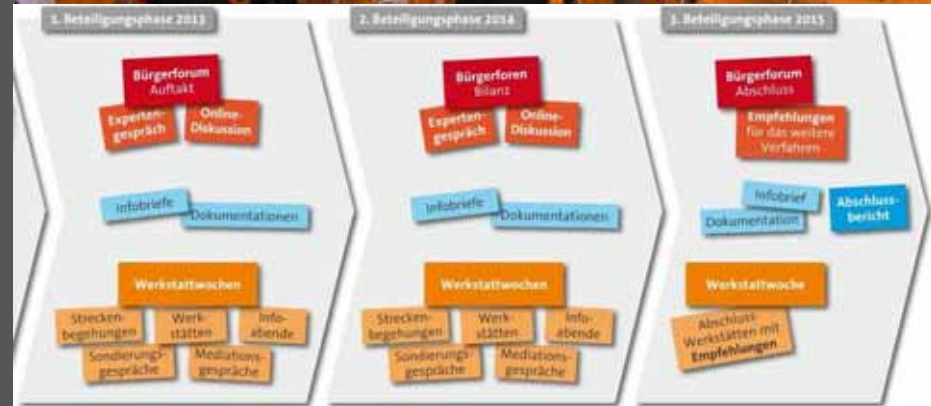 1. Beteiligungsphase 2013
Bürgerforum
Auftakt
Experten-
gespräch
Online-
Diskussion
Infobriefe
Dokumentationen
Werkstattwochen
Strecken-
begehungen
Werk-
stätten
Info-
abende
Sondierungs-
gespräche
Mediations-
gespräche
2. Beteiligungsphase 2014
Bürgerforen
Bilanz
Experten-
gespräch
Online-
Diskussion
Infobriefe
Dokumentationen
Werkstattwochen
Strecken-
begehungen
Werk-
stätten
Info-
abende
Sondierungs-
gespräche
Mediations-
gespräche
3. Beteiligungsphase 2015
Bürgerforum
Abschluss
Empfehlungen
für das weitere
Verfahren
Infobrief
Dokumentation
Abschluss-
bericht
Werkstattwoche
Abschluss-
Werkstätten mit
Empfehlungen